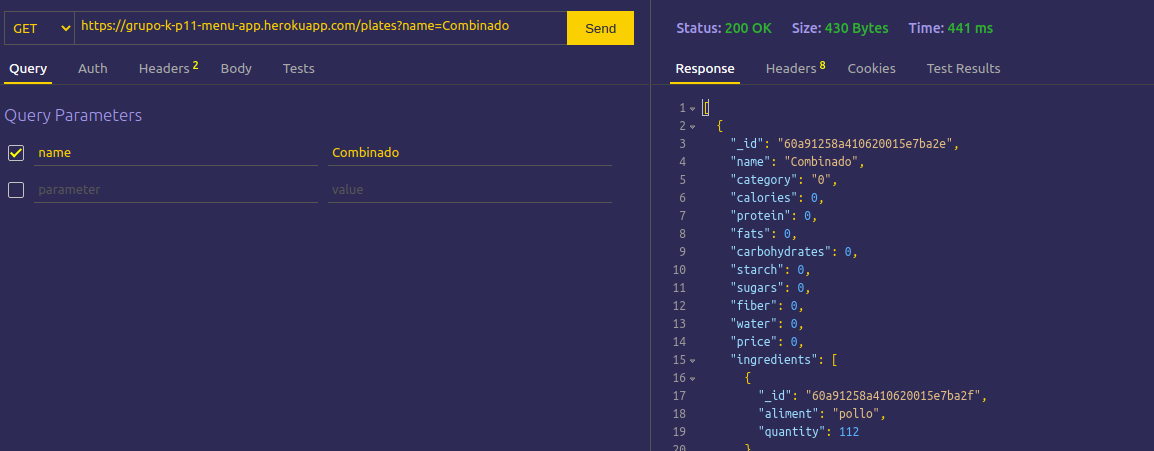 GET https://grupo-k-p11-menu-app.herokuapp.com/plates?name=Combinado Send
Query Auth Headers 2 Body Tests
Query Parameters
name Combinado
parameter value
Status: 200 OK Size: 430 Bytes Time: 441 ms
Response Headers 8 Cookies Test Results
1 [
2 {
3 "_id": "60a91258a410620015e7ba2e",
4 "name": "Combinado",
5 "category": "0",
6 "calories": 0,
7 "protein": 0,
8 "fats": 0,
9 "carbohydrates": 0,
10 "starch": 0,
11 "sugars": 0,
12 "fiber": 0,
13 "water": 0,
14 "price": 0,
15 "ingredients": [
16 {
17 "_id": "60a91258a410620015e7ba2f",
18 "aliment": "pollo",
19 "quantity": 112
20 }